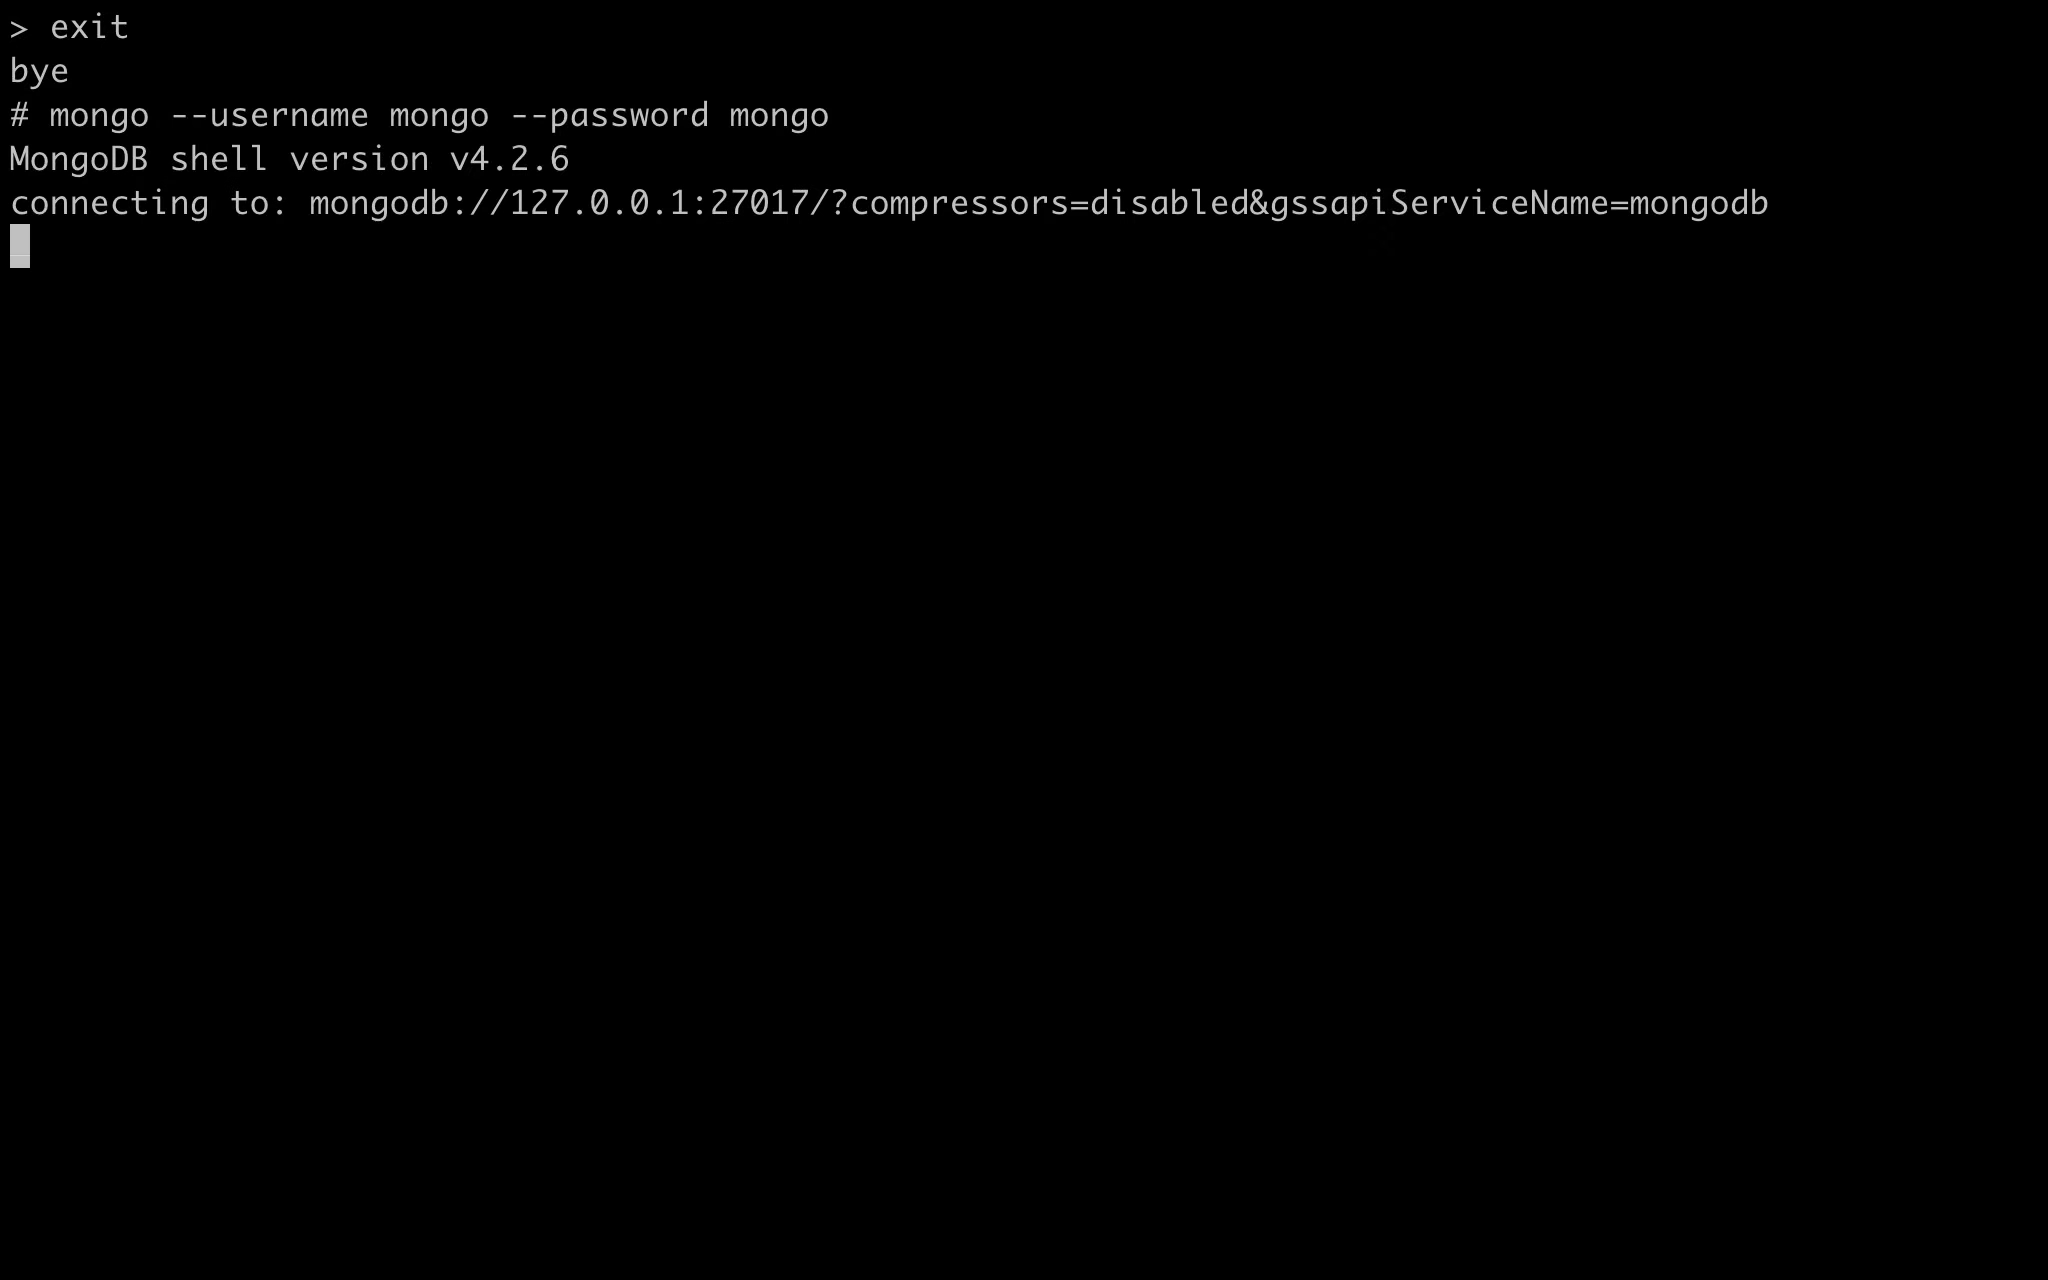 > exit
bye
# mongo --username mongo --password mongo
MongoDB shell version v4.2.6
connecting to: mongodb://127.0.0.1:27017/?compressors=disabled&gssapiServiceName=mongodb